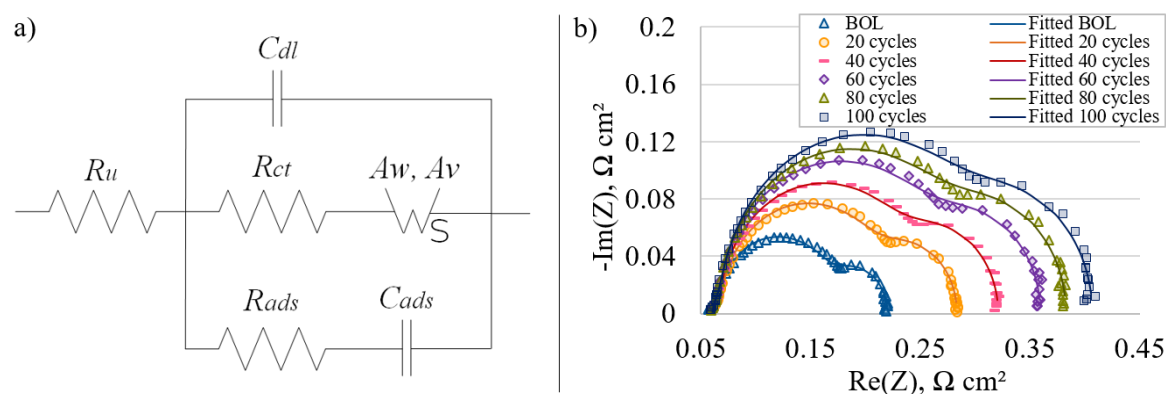 a)
Cdl
Ru
Rct
Aw, Av
S
Rads
Cads
b)
-Im(Z), Ω cm²
0.2
0.16
0.12
0.08
0.04
0
BOL
Fitted BOL
20 cycles
Fitted 20 cycles
40 cycles
Fitted 40 cycles
60 cycles
Fitted 60 cycles
80 cycles
Fitted 80 cycles
100 cycles
Fitted 100 cycles
0.05
0.15
0.25
0.35
0.45
Re(Z), Ω cm²